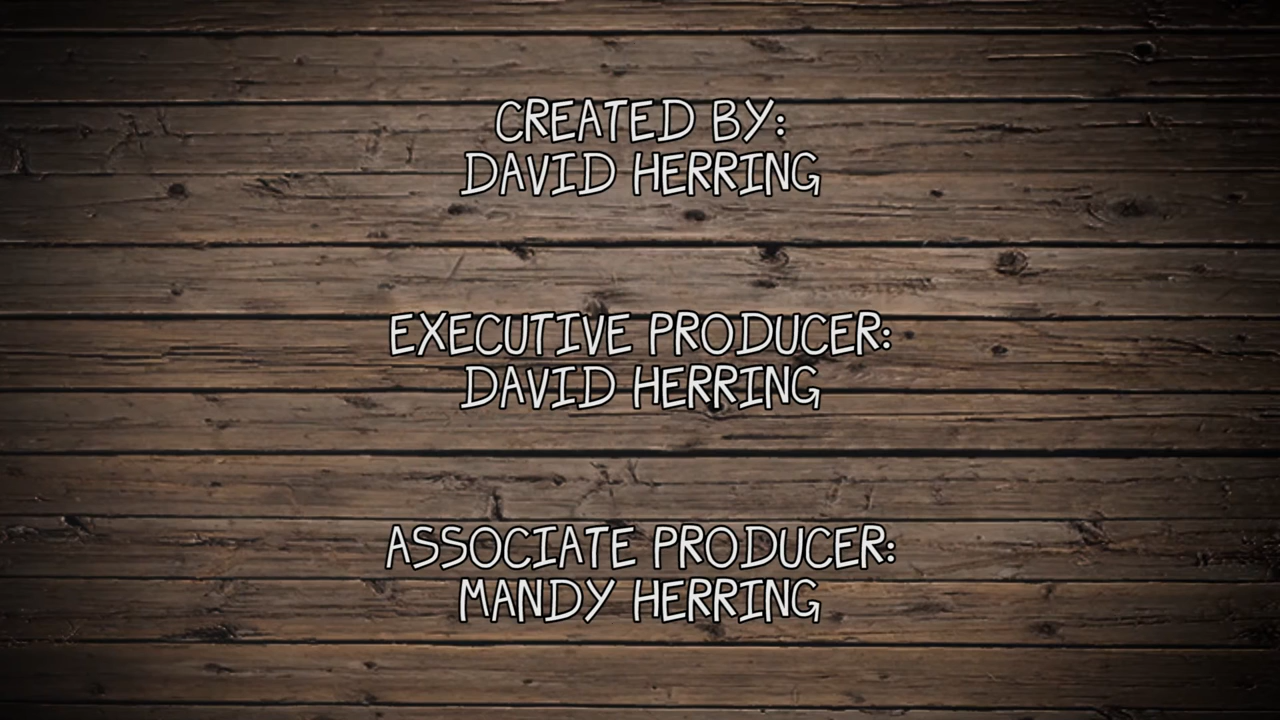 CREATED BY:
DAVID HERRING
EXECUTIVE PRODUCER:
DAVID HERRING
ASSOCIATE PRODUCER:
MANDY HERRING